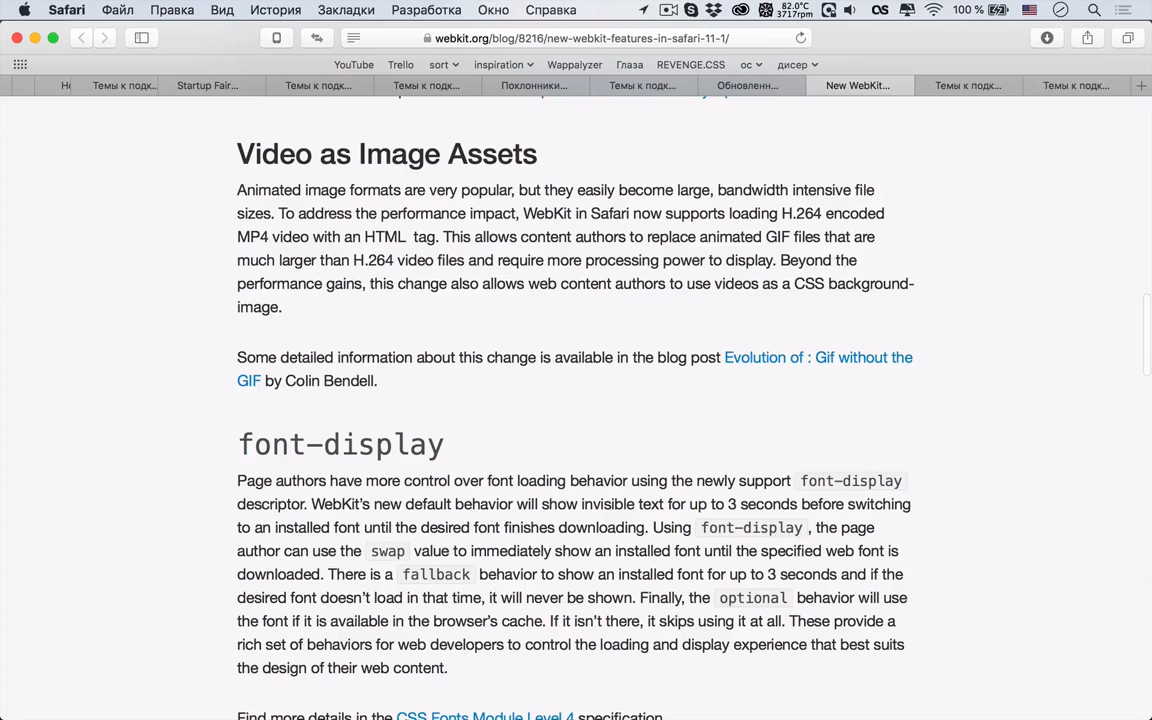 Safari Файл Правка Вид История Закладки Разработка Окно Справка 82.0°C 3717rpm 100 %
webkit.org/blog/8216/new-webkit-features-in-safari-11-1/
YouTube Trello sort inspiration Wappalyzer Глаза REVENGE.CSS ос дисер
Не Темы к подк... Startup Fair... Темы к подк... Темы к подк... Поклонники... Темы к подк... Обновленн... New WebKit... Темы к подк... Темы к подк...
Video as Image Assets
Animated image formats are very popular, but they easily become large, bandwidth intensive file
sizes. To address the performance impact, WebKit in Safari now supports loading H.264 encoded
MP4 video with an HTML tag. This allows content authors to replace animated GIF files that are
much larger than H.264 video files and require more processing power to display. Beyond the
performance gains, this change also allows web content authors to use videos as a CSS background-
image.
Some detailed information about this change is available in the blog post Evolution of : Gif without the
GIF by Colin Bendell.
font-display
Page authors have more control over font loading behavior using the newly support font-display
descriptor. WebKit's new default behavior will show invisible text for up to 3 seconds before switching
to an installed font until the desired font finishes downloading. Using font-display, the page
author can use the swap value to immediately show an installed font until the specified web font is
downloaded. There is a fallback behavior to show an installed font for up to 3 seconds and if the
desired font doesn't load in that time, it will never be shown. Finally, the optional behavior will use
the font if it is available in the browser's cache. If it isn't there, it skips using it at all. These provide a
rich set of behaviors for web developers to control the loading and display experience that best suits
the design of their web content.
Find more details in the CSS Fonts Module Level 4 specification.